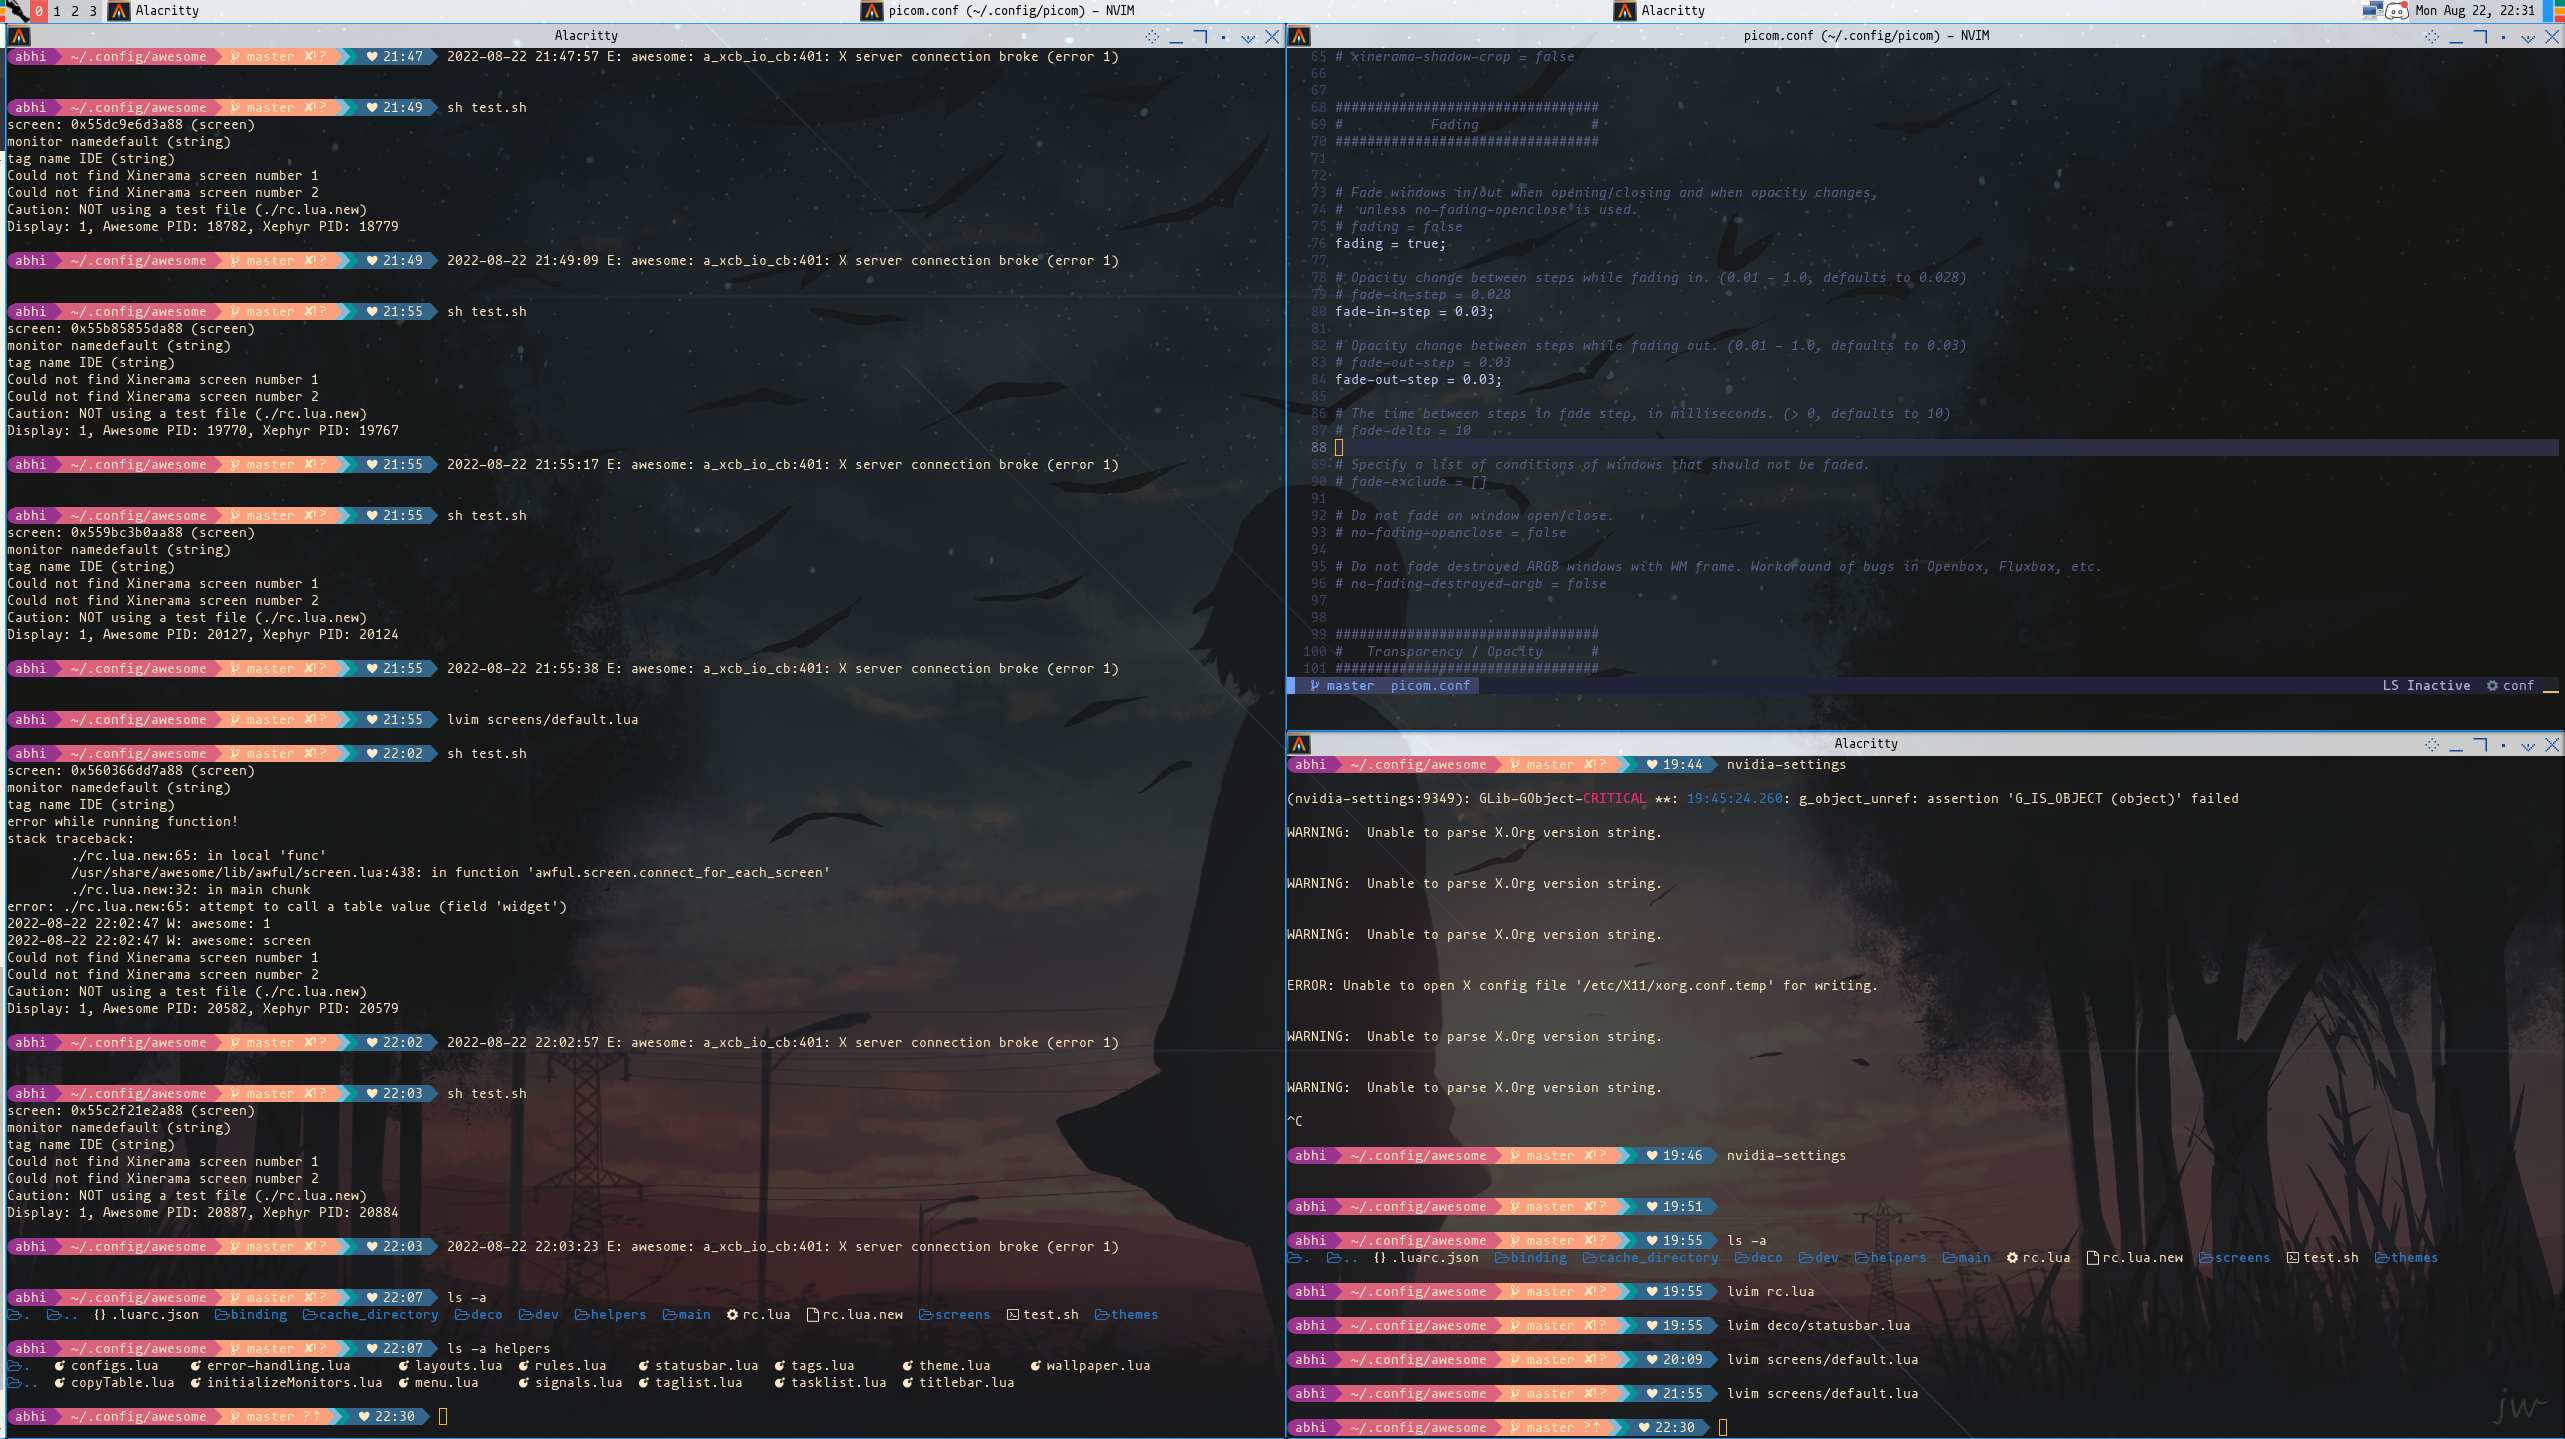 0 1 2 3 Alacritty picom.conf (~/.config/picom) - NVIM Alacritty Mon Aug 22, 22:31
Alacritty
abhi ~/.config/awesome master ✘!? ♥ 21:47 2022-08-22 21:47:57 E: awesome: a_xcb_io_cb:401: X server connection broke (error 1)
abhi ~/.config/awesome master ✘!? ♥ 21:49 sh test.sh
screen: 0x55dc9e6d3a88 (screen)
monitor namedefault (string)
tag name IDE (string)
Could not find Xinerama screen number 1
Could not find Xinerama screen number 2
Caution: NOT using a test file (./rc.lua.new)
Display: 1, Awesome PID: 18782, Xephyr PID: 18779
abhi ~/.config/awesome master ✘!? ♥ 21:49 2022-08-22 21:49:09 E: awesome: a_xcb_io_cb:401: X server connection broke (error 1)
abhi ~/.config/awesome master ✘!? ♥ 21:55 sh test.sh
screen: 0x55b85855da88 (screen)
monitor namedefault (string)
tag name IDE (string)
Could not find Xinerama screen number 1
Could not find Xinerama screen number 2
Caution: NOT using a test file (./rc.lua.new)
Display: 1, Awesome PID: 19770, Xephyr PID: 19767
abhi ~/.config/awesome master ✘!? ♥ 21:55 2022-08-22 21:55:17 E: awesome: a_xcb_io_cb:401: X server connection broke (error 1)
abhi ~/.config/awesome master ✘!? ♥ 21:55 sh test.sh
screen: 0x559bc3b0aa88 (screen)
monitor namedefault (string)
tag name IDE (string)
Could not find Xinerama screen number 1
Could not find Xinerama screen number 2
Caution: NOT using a test file (./rc.lua.new)
Display: 1, Awesome PID: 20127, Xephyr PID: 20124
abhi ~/.config/awesome master ✘!? ♥ 21:55 2022-08-22 21:55:38 E: awesome: a_xcb_io_cb:401: X server connection broke (error 1)
abhi ~/.config/awesome master ✘!? ♥ 21:55 lvim screens/default.lua
abhi ~/.config/awesome master ✘!? ♥ 22:02 sh test.sh
screen: 0x560366dd7a88 (screen)
monitor namedefault (string)
tag name IDE (string)
error while running function!
stack traceback:
./rc.lua.new:65: in local 'func'
/usr/share/awesome/lib/awful/screen.lua:438: in function 'awful.screen.connect_for_each_screen'
./rc.lua.new:32: in main chunk
error: ./rc.lua.new:65: attempt to call a table value (field 'widget')
2022-08-22 22:02:47 W: awesome: 1
2022-08-22 22:02:47 W: awesome: screen
Could not find Xinerama screen number 1
Could not find Xinerama screen number 2
Caution: NOT using a test file (./rc.lua.new)
Display: 1, Awesome PID: 20582, Xephyr PID: 20579
abhi ~/.config/awesome master ✘!? ♥ 22:02 2022-08-22 22:02:57 E: awesome: a_xcb_io_cb:401: X server connection broke (error 1)
abhi ~/.config/awesome master ✘!? ♥ 22:03 sh test.sh
screen: 0x55c2f21e2a88 (screen)
monitor namedefault (string)
tag name IDE (string)
Could not find Xinerama screen number 1
Could not find Xinerama screen number 2
Caution: NOT using a test file (./rc.lua.new)
Display: 1, Awesome PID: 20887, Xephyr PID: 20884
abhi ~/.config/awesome master ✘!? ♥ 22:03 2022-08-22 22:03:23 E: awesome: a_xcb_io_cb:401: X server connection broke (error 1)
abhi ~/.config/awesome master ✘!? ♥ 22:07 ls -a
. .. {} .luarc.json binding cache_directory deco dev helpers main rc.lua rc.lua.new screens test.sh themes
abhi ~/.config/awesome master ✘!? ♥ 22:07 ls -a helpers
. configs.lua error-handling.lua layouts.lua rules.lua statusbar.lua tags.lua theme.lua wallpaper.lua
.. copyTable.lua initializeMonitors.lua menu.lua signals.lua taglist.lua tasklist.lua titlebar.lua
abhi ~/.config/awesome master ?⇡ ♥ 22:30
picom.conf (~/.config/picom) - NVIM
65 # xinerama-shadow-crop = false
66
67
68 #################################
69 # Fading #
70 #################################
71
72
73 # Fade windows in/out when opening/closing and when opacity changes,
74 # unless no-fading-openclose is used.
75 # fading = false
76 fading = true;
77
78 # Opacity change between steps while fading in. (0.01 - 1.0, defaults to 0.028)
79 # fade-in-step = 0.028
80 fade-in-step = 0.03;
81
82 # Opacity change between steps while fading out. (0.01 - 1.0, defaults to 0.03)
83 # fade-out-step = 0.03
84 fade-out-step = 0.03;
85
86 # The time between steps in fade step, in milliseconds. (> 0, defaults to 10)
87 # fade-delta = 10
88
89 # Specify a list of conditions of windows that should not be faded.
90 # fade-exclude = []
91
92 # Do not fade on window open/close.
93 # no-fading-openclose = false
94
95 # Do not fade destroyed ARGB windows with WM frame. Workaround of bugs in Openbox, Fluxbox, etc.
96 # no-fading-destroyed-argb = false
97
98
99 #################################
100 # Transparency / Opacity #
101 #################################
master picom.conf LS Inactive conf
Alacritty
abhi ~/.config/awesome master ✘!? ♥ 19:44 nvidia-settings
(nvidia-settings:9349): GLib-GObject-CRITICAL **: 19:45:24.260: g_object_unref: assertion 'G_IS_OBJECT (object)' failed
WARNING: Unable to parse X.Org version string.
WARNING: Unable to parse X.Org version string.
WARNING: Unable to parse X.Org version string.
ERROR: Unable to open X config file '/etc/X11/xorg.conf.temp' for writing.
WARNING: Unable to parse X.Org version string.
WARNING: Unable to parse X.Org version string.
^C
abhi ~/.config/awesome master ✘!? ♥ 19:46 nvidia-settings
abhi ~/.config/awesome master ✘!? ♥ 19:51
abhi ~/.config/awesome master ✘!? ♥ 19:55 ls -a
. .. {} .luarc.json binding cache_directory deco dev helpers main rc.lua rc.lua.new screens test.sh themes
abhi ~/.config/awesome master ✘!? ♥ 19:55 lvim rc.lua
abhi ~/.config/awesome master ✘!? ♥ 19:55 lvim deco/statusbar.lua
abhi ~/.config/awesome master ✘!? ♥ 20:09 lvim screens/default.lua
abhi ~/.config/awesome master ✘!? ♥ 21:55 lvim screens/default.lua
abhi ~/.config/awesome master ?⇡ ♥ 22:30
jw